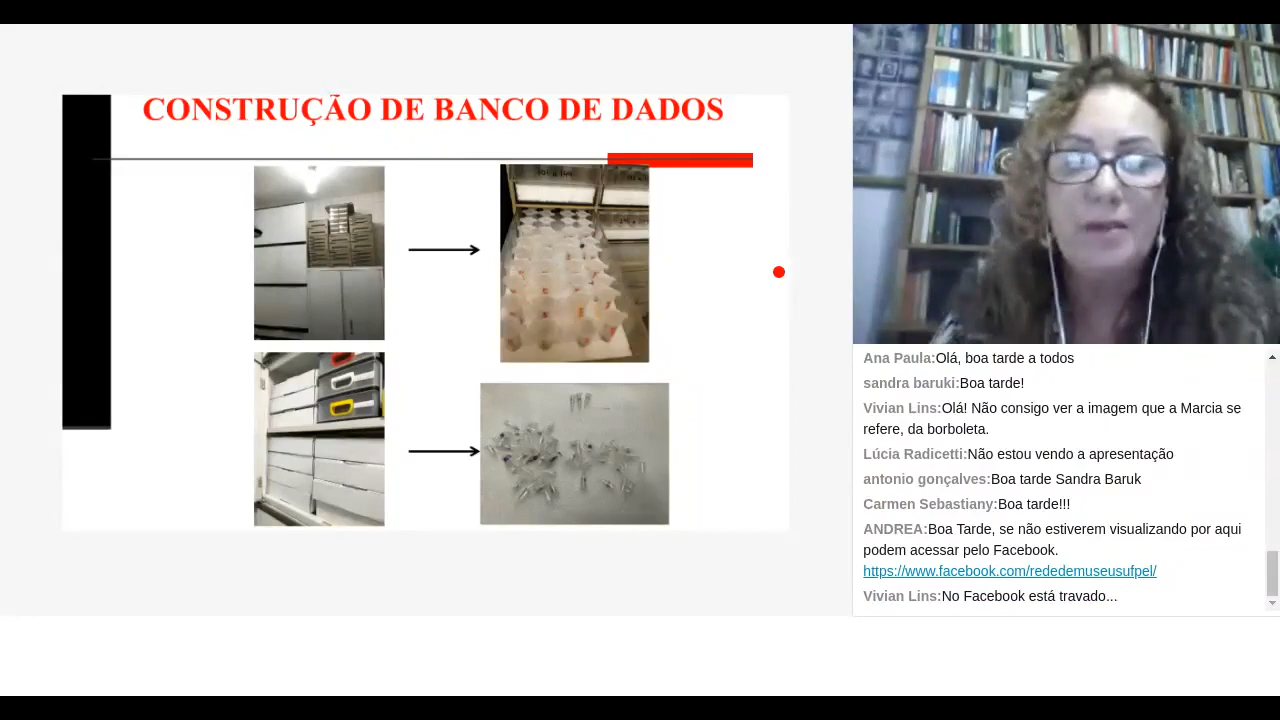 CONSTRUÇÃO DE BANCO DE DADOS
Ana Paula:Olá, boa tarde a todos
sandra baruki:Boa tarde!
Vivian Lins:Olá! Não consigo ver a imagem que a Marcia se
refere, da borboleta.
Lúcia Radicetti:Não estou vendo a apresentação
antonio gonçalves:Boa tarde Sandra Baruk
Carmen Sebastiany:Boa tarde!!!
ANDREA:Boa Tarde, se não estiverem visualizando por aqui
podem acessar pelo Facebook.
https://www.facebook.com/rededemuseusufpel/
Vivian Lins:No Facebook está travado...